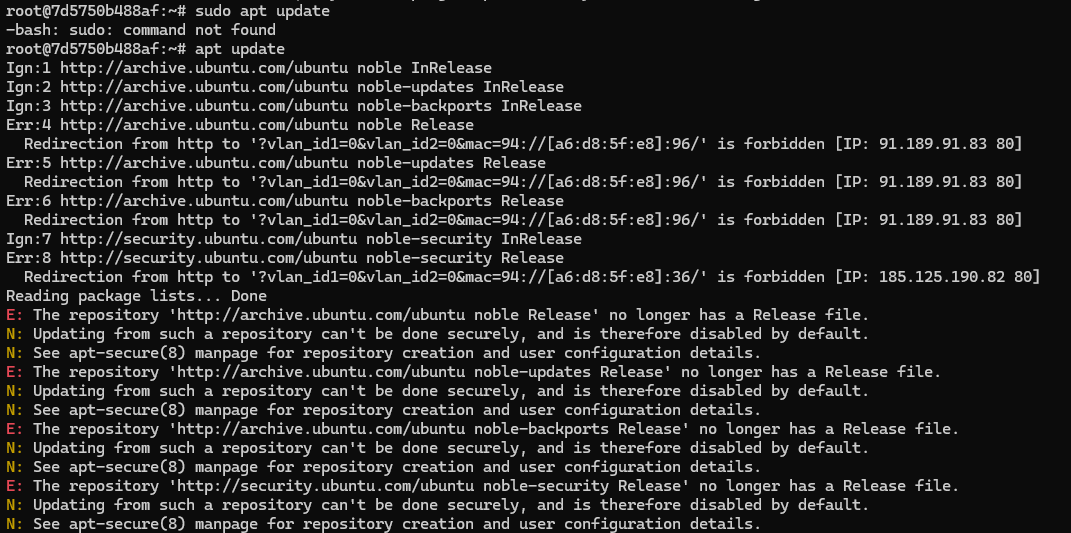 root@7d5750b488af:~# sudo apt update
-bash: sudo: command not found
root@7d5750b488af:~# apt update
Ign:1 http://archive.ubuntu.com/ubuntu noble InRelease
Ign:2 http://archive.ubuntu.com/ubuntu noble-updates InRelease
Ign:3 http://archive.ubuntu.com/ubuntu noble-backports InRelease
Err:4 http://archive.ubuntu.com/ubuntu noble Release
  Redirection from http to '?vlan_id1=0&vlan_id2=0&mac=94://[a6:d8:5f:e8]:96/' is forbidden [IP: 91.189.91.83 80]
Err:5 http://archive.ubuntu.com/ubuntu noble-updates Release
  Redirection from http to '?vlan_id1=0&vlan_id2=0&mac=94://[a6:d8:5f:e8]:96/' is forbidden [IP: 91.189.91.83 80]
Err:6 http://archive.ubuntu.com/ubuntu noble-backports Release
  Redirection from http to '?vlan_id1=0&vlan_id2=0&mac=94://[a6:d8:5f:e8]:96/' is forbidden [IP: 91.189.91.83 80]
Ign:7 http://security.ubuntu.com/ubuntu noble-security InRelease
Err:8 http://security.ubuntu.com/ubuntu noble-security Release
  Redirection from http to '?vlan_id1=0&vlan_id2=0&mac=94://[a6:d8:5f:e8]:36/' is forbidden [IP: 185.125.190.82 80]
Reading package lists... Done
E: The repository 'http://archive.ubuntu.com/ubuntu noble Release' no longer has a Release file.
N: Updating from such a repository can't be done securely, and is therefore disabled by default.
N: See apt-secure(8) manpage for repository creation and user configuration details.
E: The repository 'http://archive.ubuntu.com/ubuntu noble-updates Release' no longer has a Release file.
N: Updating from such a repository can't be done securely, and is therefore disabled by default.
N: See apt-secure(8) manpage for repository creation and user configuration details.
E: The repository 'http://archive.ubuntu.com/ubuntu noble-backports Release' no longer has a Release file.
N: Updating from such a repository can't be done securely, and is therefore disabled by default.
N: See apt-secure(8) manpage for repository creation and user configuration details.
E: The repository 'http://security.ubuntu.com/ubuntu noble-security Release' no longer has a Release file.
N: Updating from such a repository can't be done securely, and is therefore disabled by default.
N: See apt-secure(8) manpage for repository creation and user configuration details.